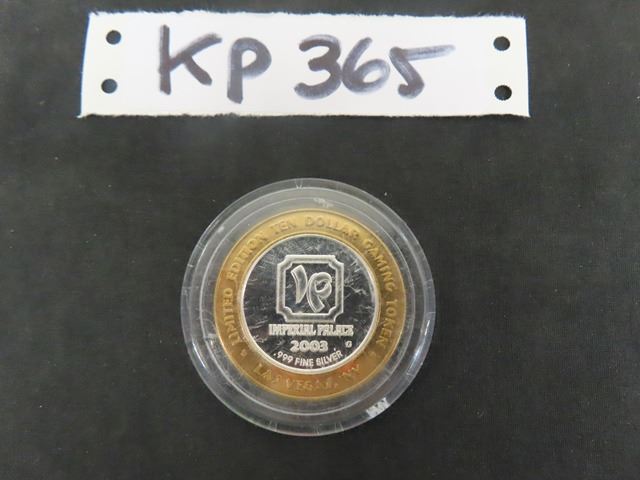 KP 365
LIMITED EDITION TEN DOLLAR GAMING TOKEN
IP
IMPERIAL PALACE
2003 G
.999 FINE SILVER
LAS VEGAS, NV